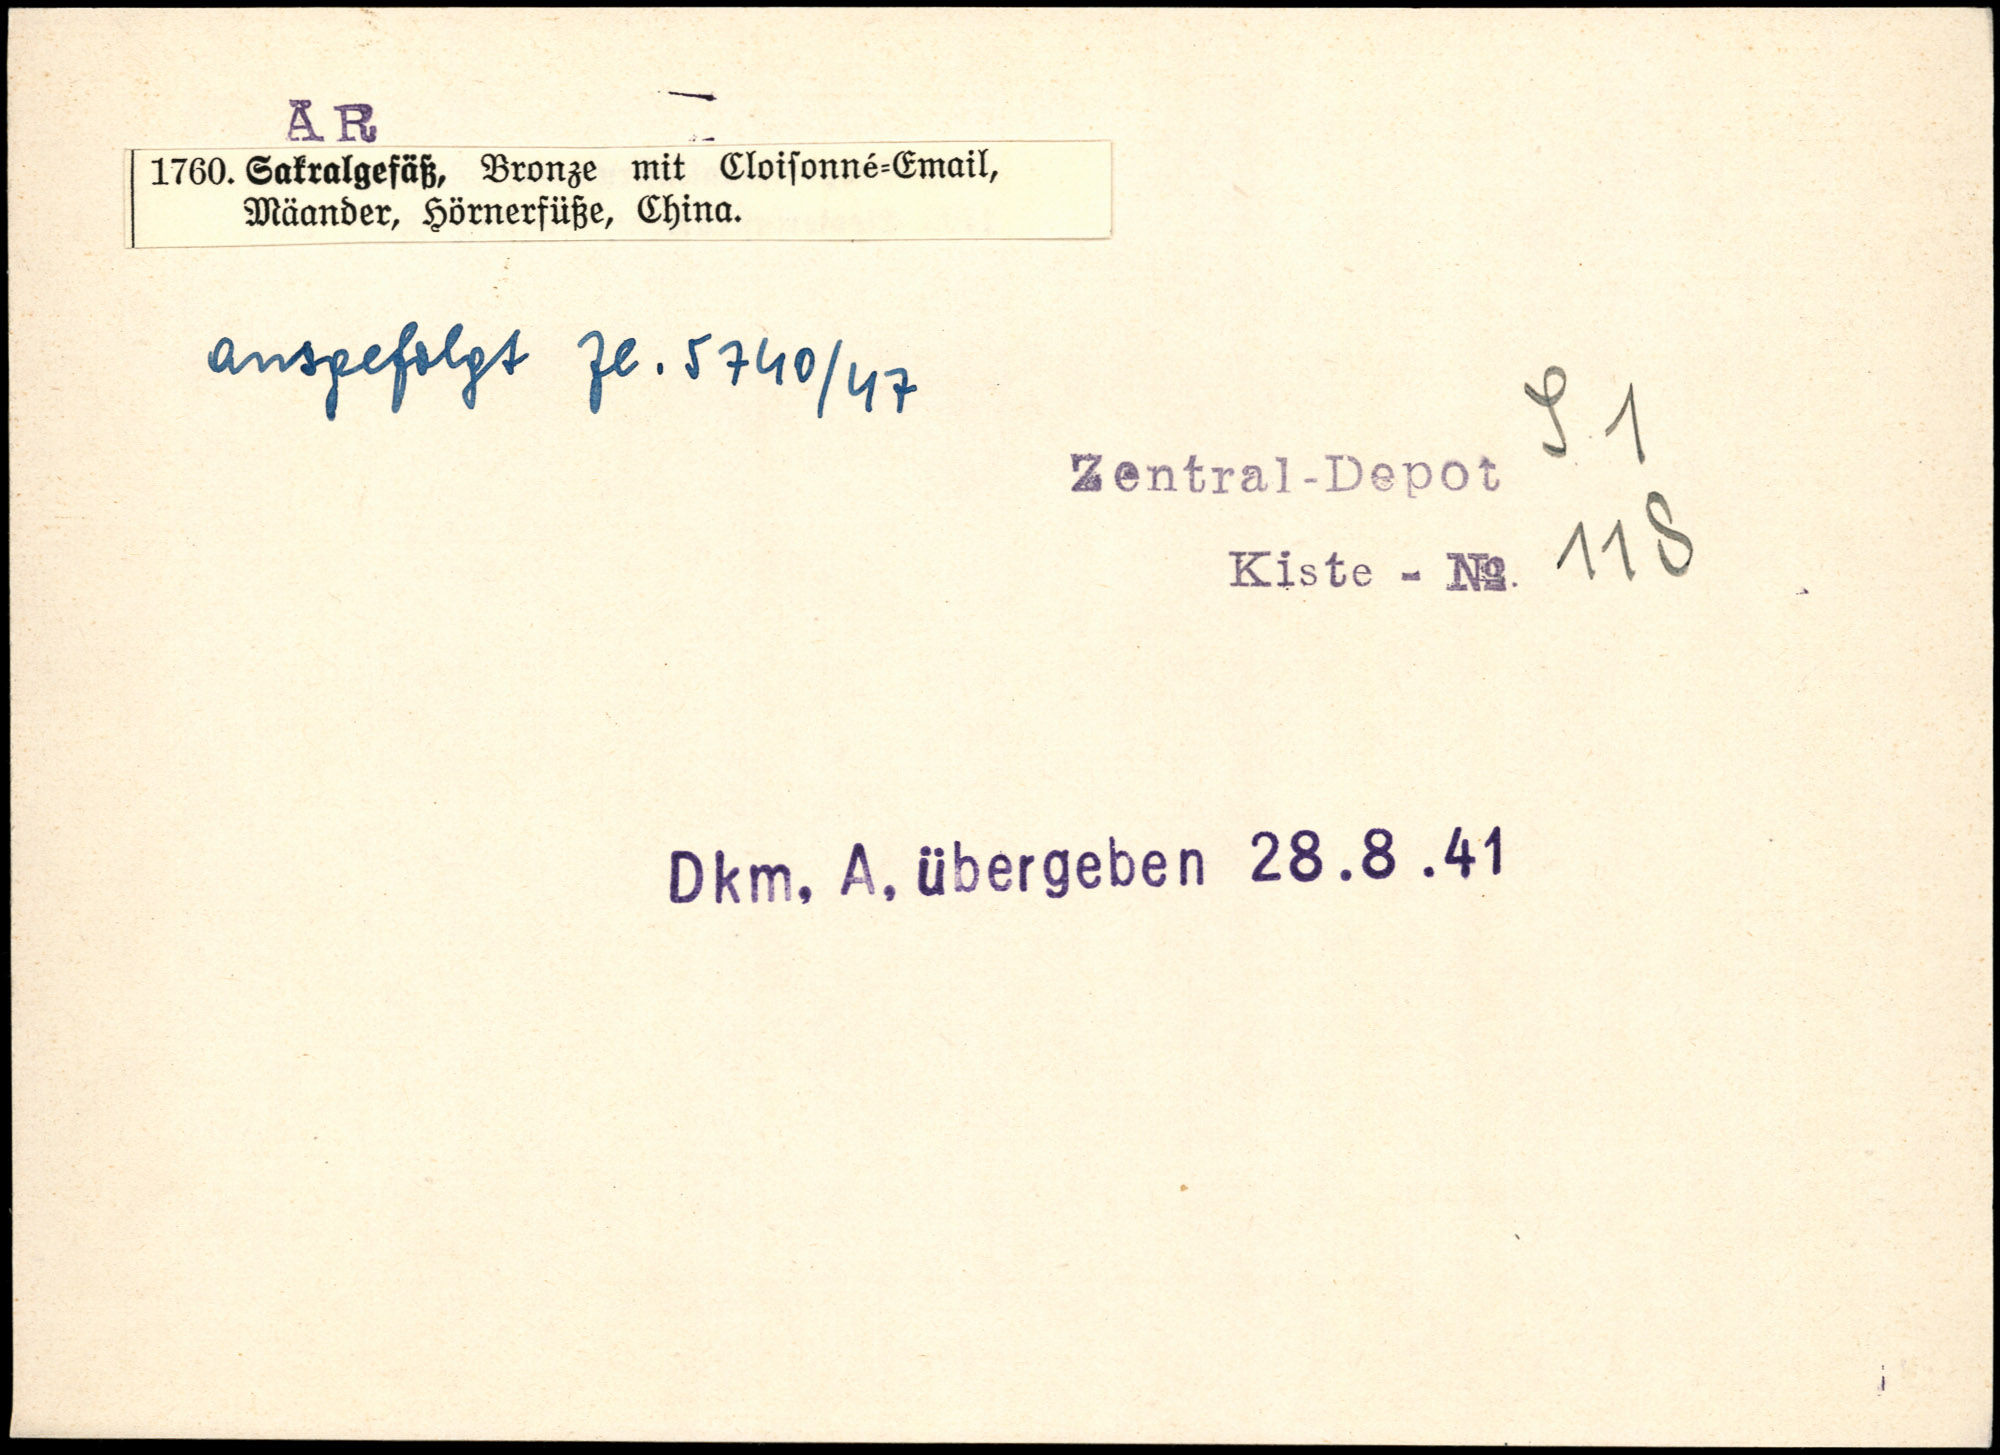 AR
1760. Sakralgefäß, Bronze mit Cloisonné-Email,
Mäander, Hörnerfüße, China.
ausgefolgt Zl. 5740/47
S. 1
Zentral-Depot
Kiste - No. 118
Dkm. A. übergeben 28.8.41